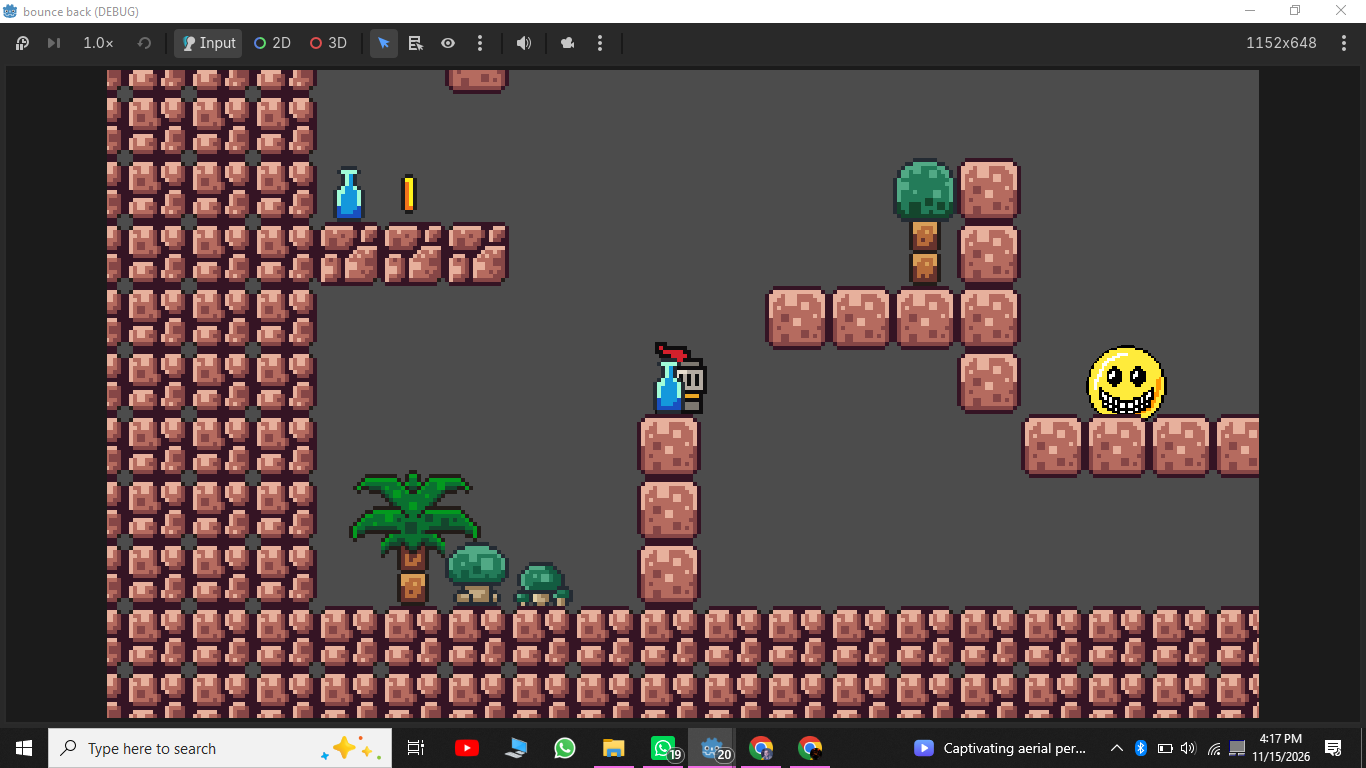 bounce back (DEBUG)
1.0×
Input
2D
3D
1152x648
Type here to search
19
20
Captivating aerial per...
4:17 PM
11/15/2026